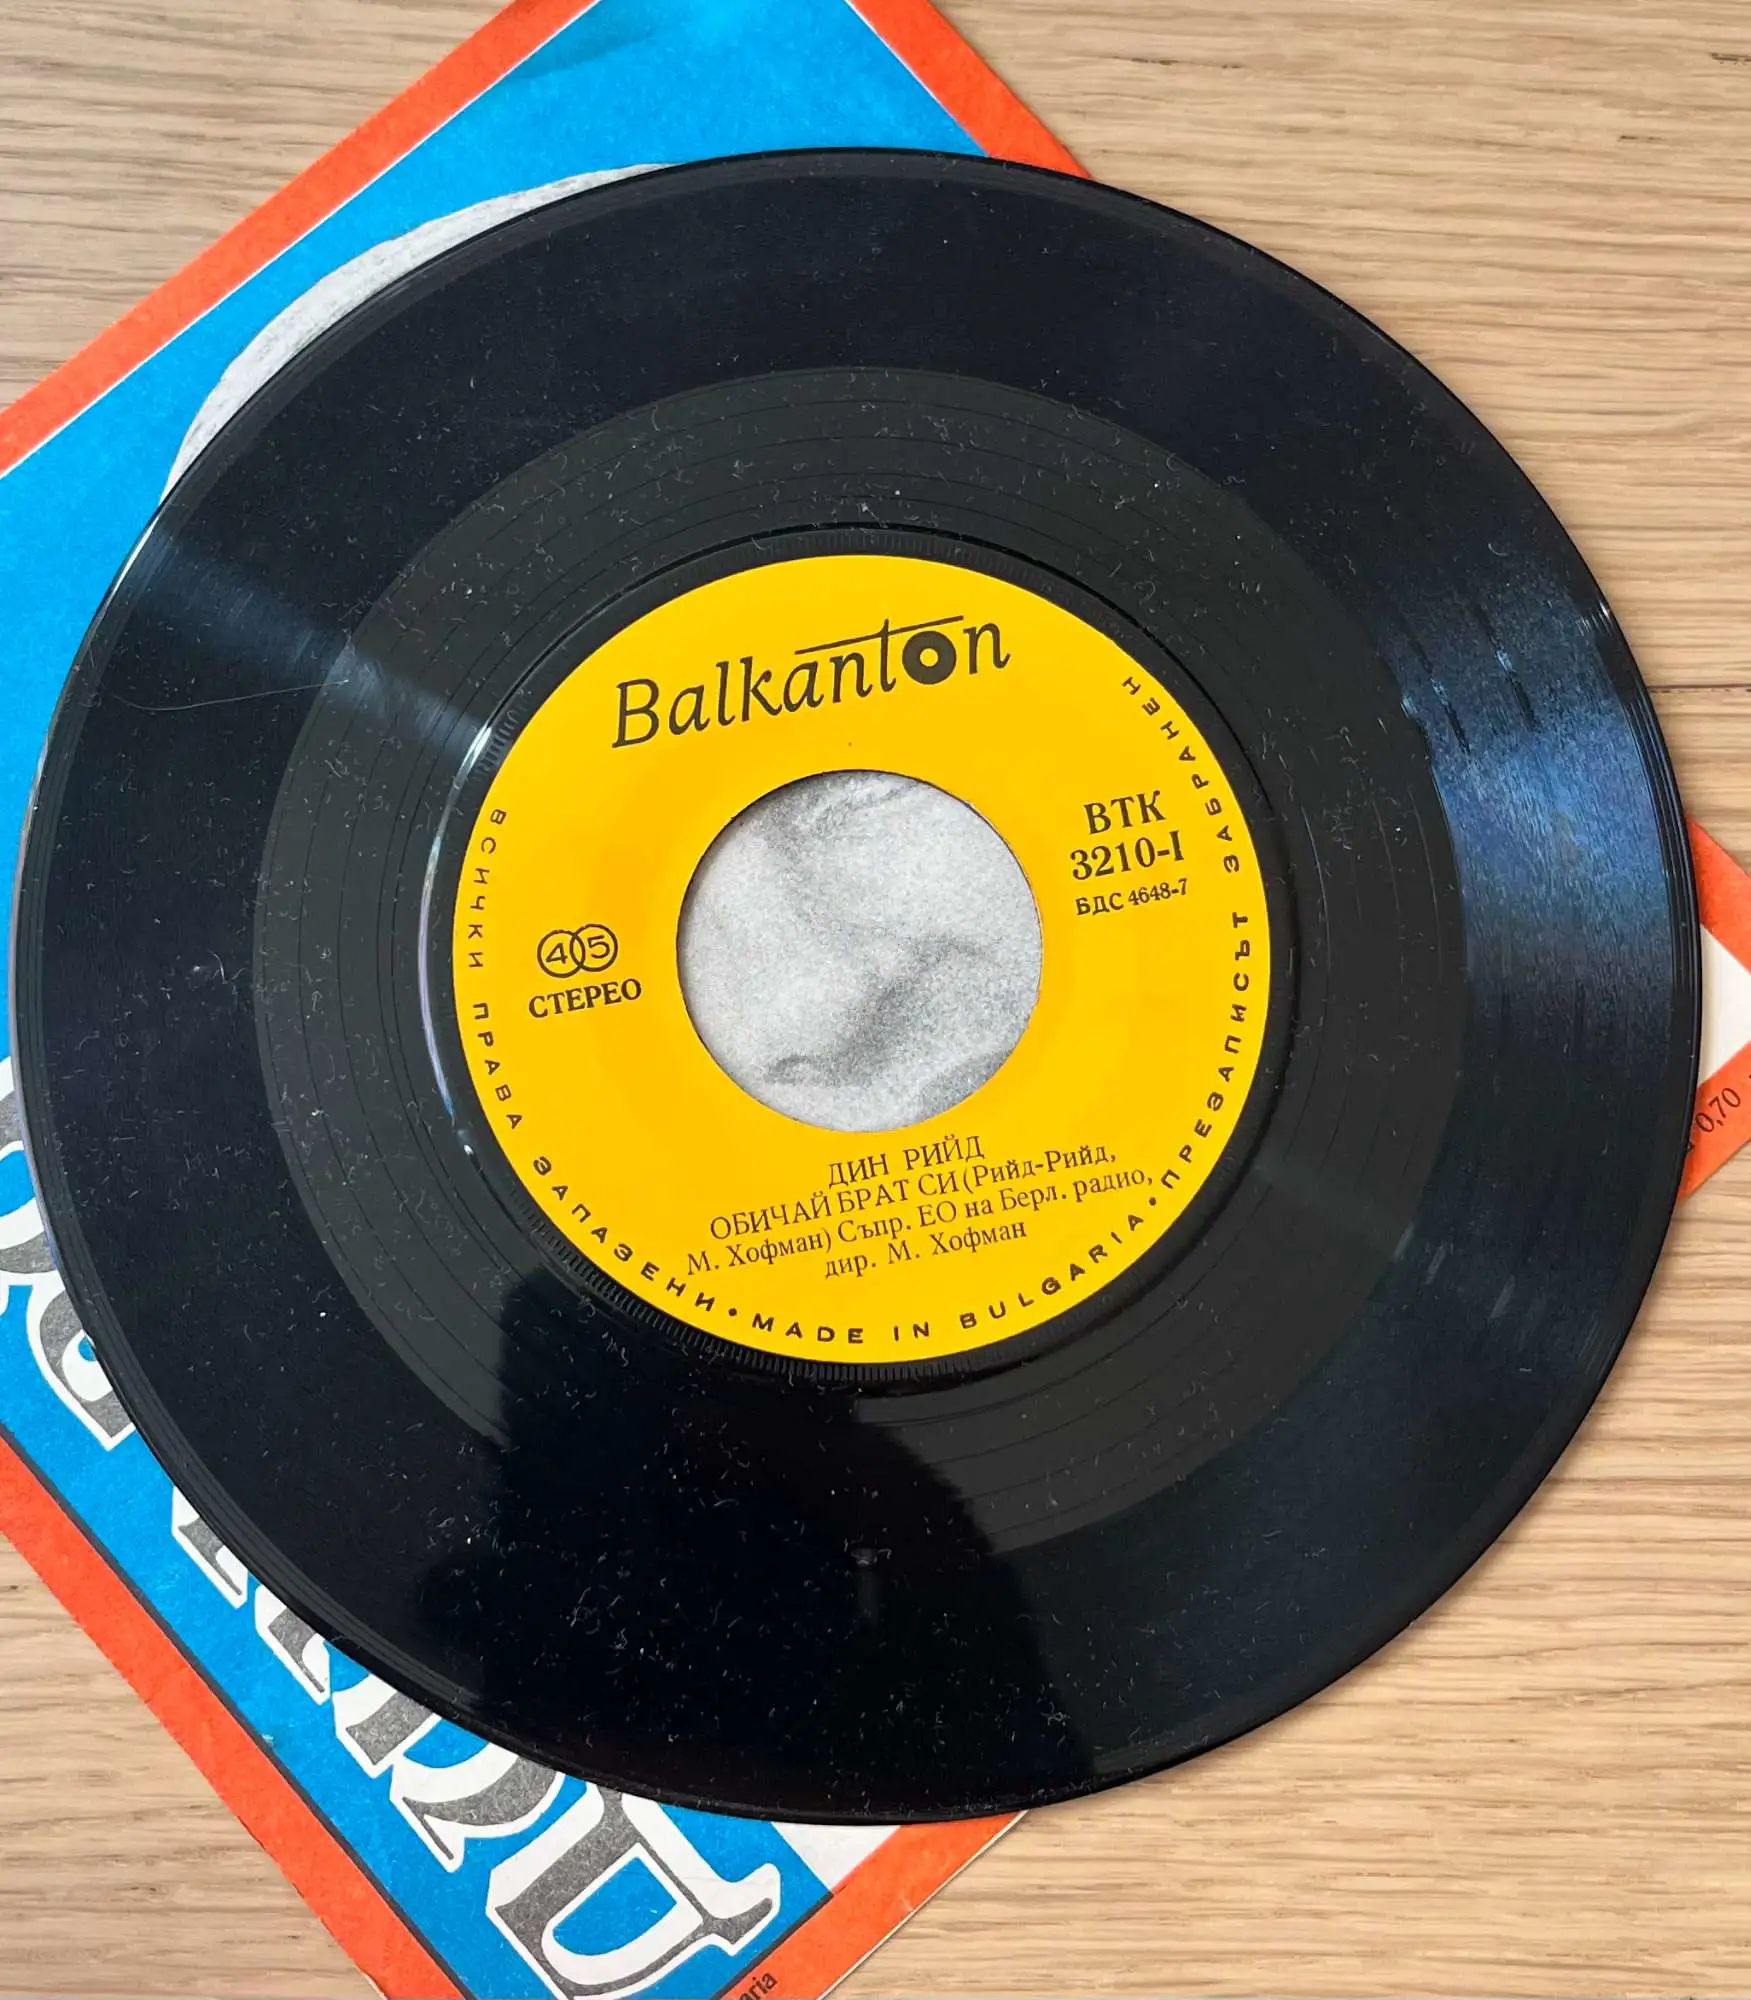 Balkanton
ВТК
3210-I
БДС 4648-7
45
СТЕРЕО
ДИН РИЙД
ОБИЧАЙ БРАТ СИ (Рийд-Рийд,
М. Хофман) Съпр. ЕО на Берл. радио,
дир. М. Хофман
ВСИЧКИ ПРАВА ЗАПАЗЕНИ • MADE IN BULGARIA • ПРЕЗАПИСЪТ ЗАБРАНЕН
0,70